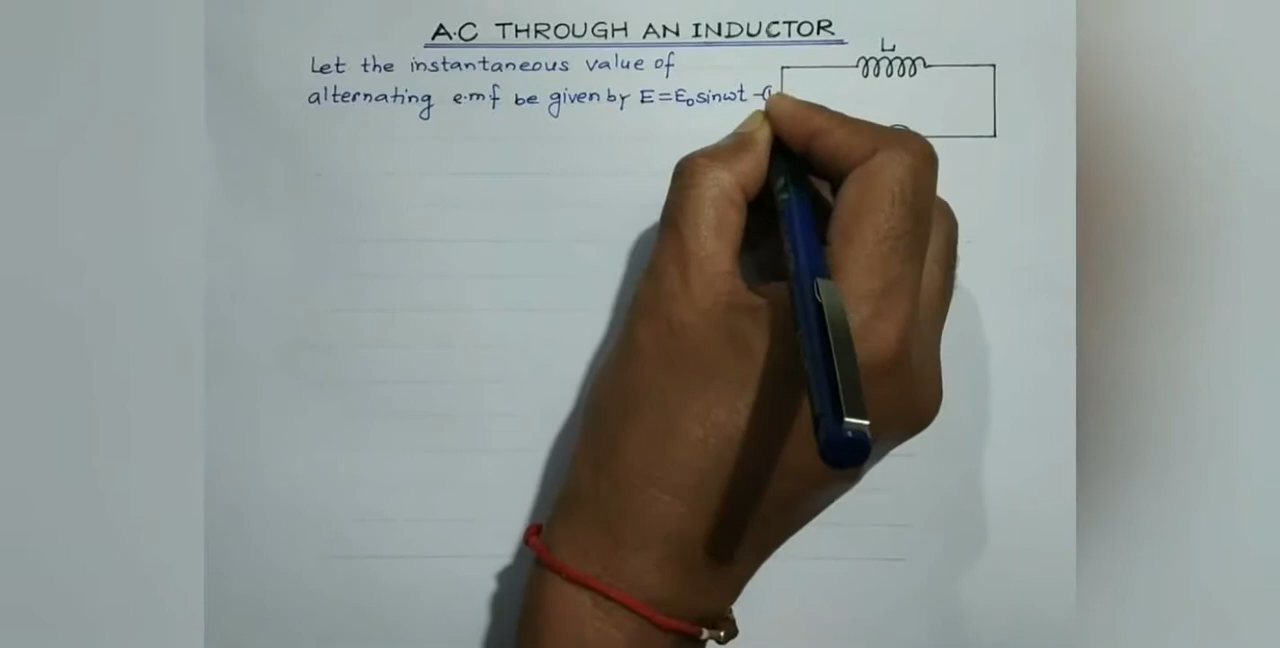 A.C THROUGH AN INDUCTOR
L
Let the instantaneous value of
alternating e.m.f be given by E=E₀sinωt -